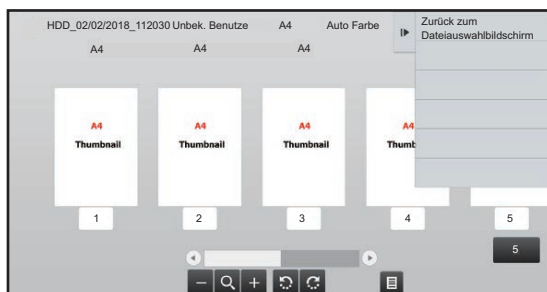 HDD_02/02/2018_112030 Unbek. Benutze A4 Auto Farbe
Zurück zum
Dateiauswahlbildschirm
A4 A4 A4
A4 A4 A4 A4
Thumbnail Thumbnail Thumbnail Thumb
1 2 3 4 5
5